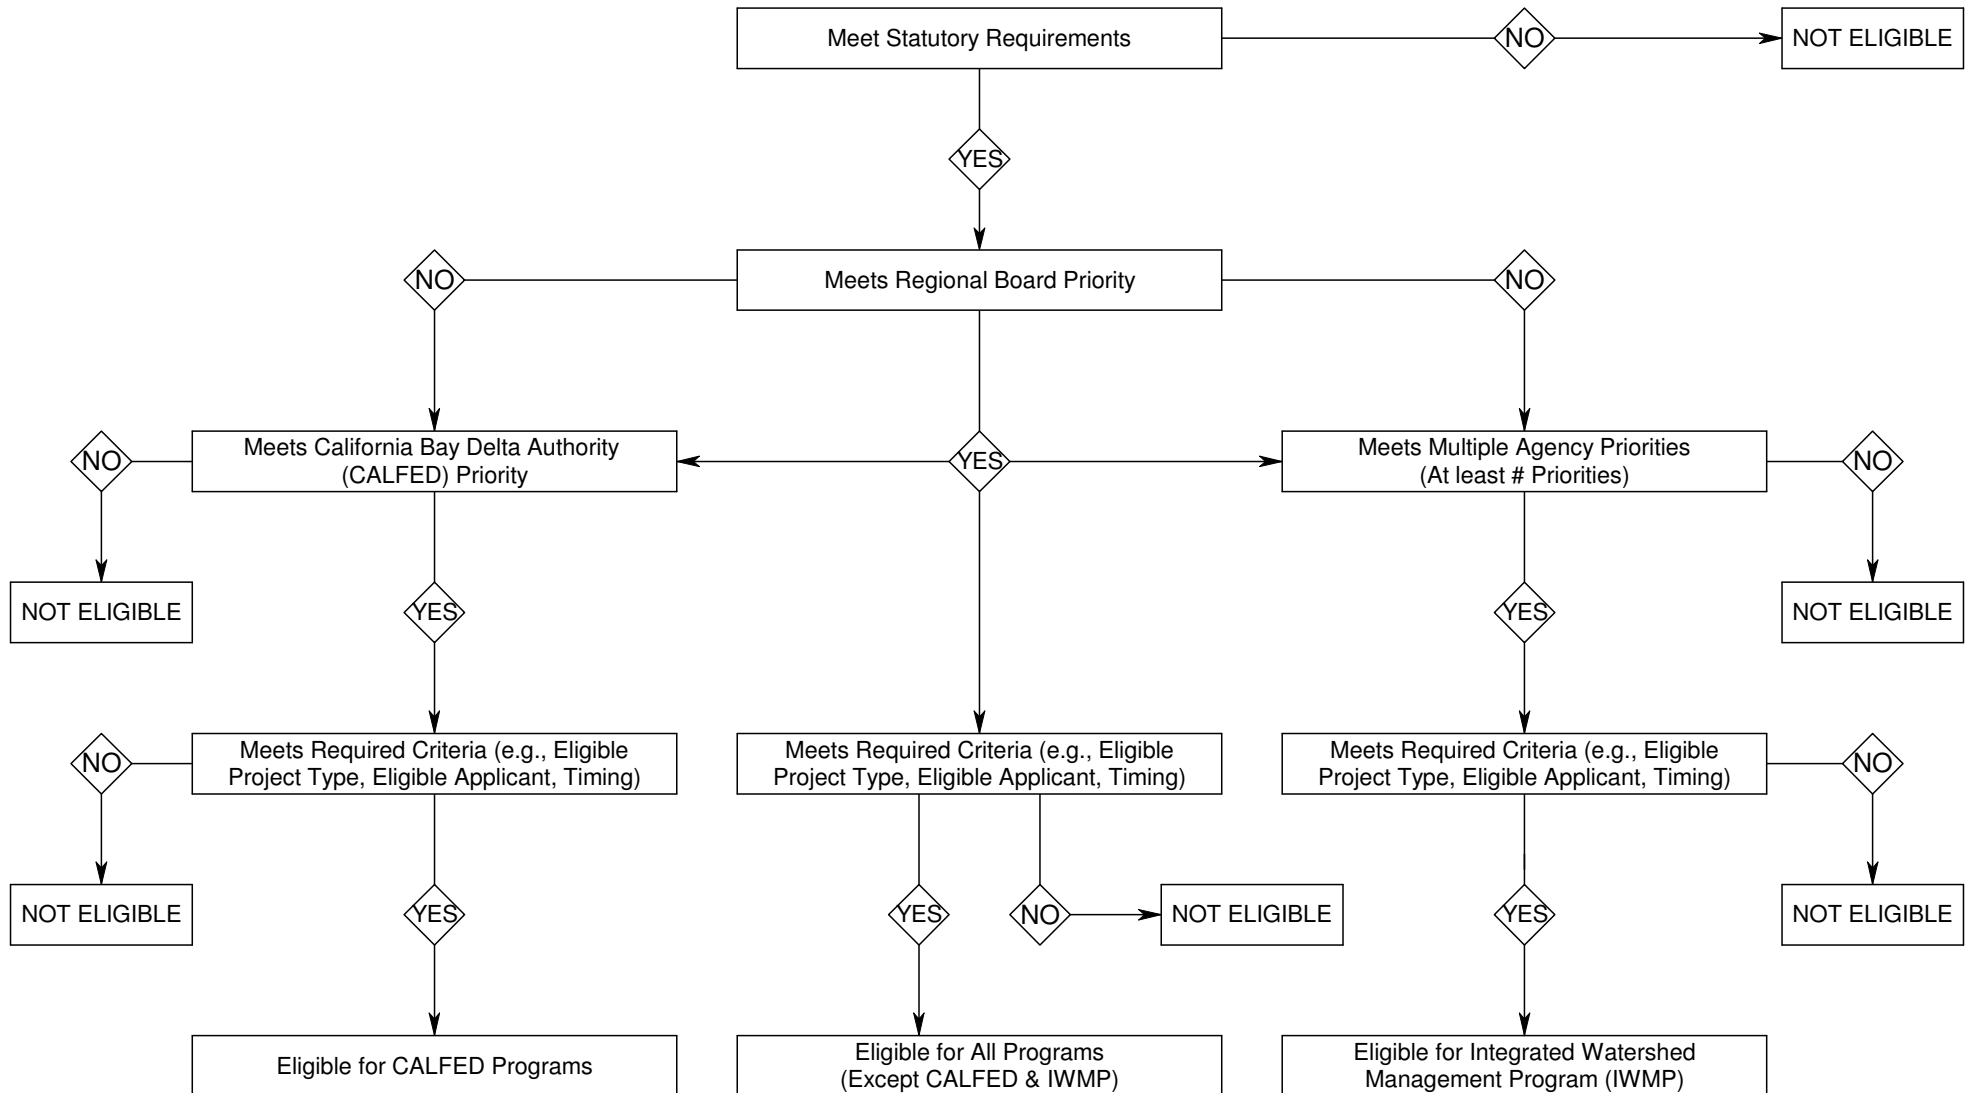 Meet Statutory Requirements
NO
NOT ELIGIBLE
YES
NO
Meets Regional Board Priority
NO
NO
Meets California Bay Delta Authority
(CALFED) Priority
YES
Meets Multiple Agency Priorities
(At least # Priorities)
NO
NOT ELIGIBLE
YES
YES
NOT ELIGIBLE
NO
Meets Required Criteria (e.g., Eligible
Project Type, Eligible Applicant, Timing)
Meets Required Criteria (e.g., Eligible
Project Type, Eligible Applicant, Timing)
Meets Required Criteria (e.g., Eligible
Project Type, Eligible Applicant, Timing)
NO
NOT ELIGIBLE
YES
YES
NO
NOT ELIGIBLE
YES
NOT ELIGIBLE
Eligible for CALFED Programs
Eligible for All Programs
(Except CALFED & IWMP)
Eligible for Integrated Watershed
Management Program (IWMP)